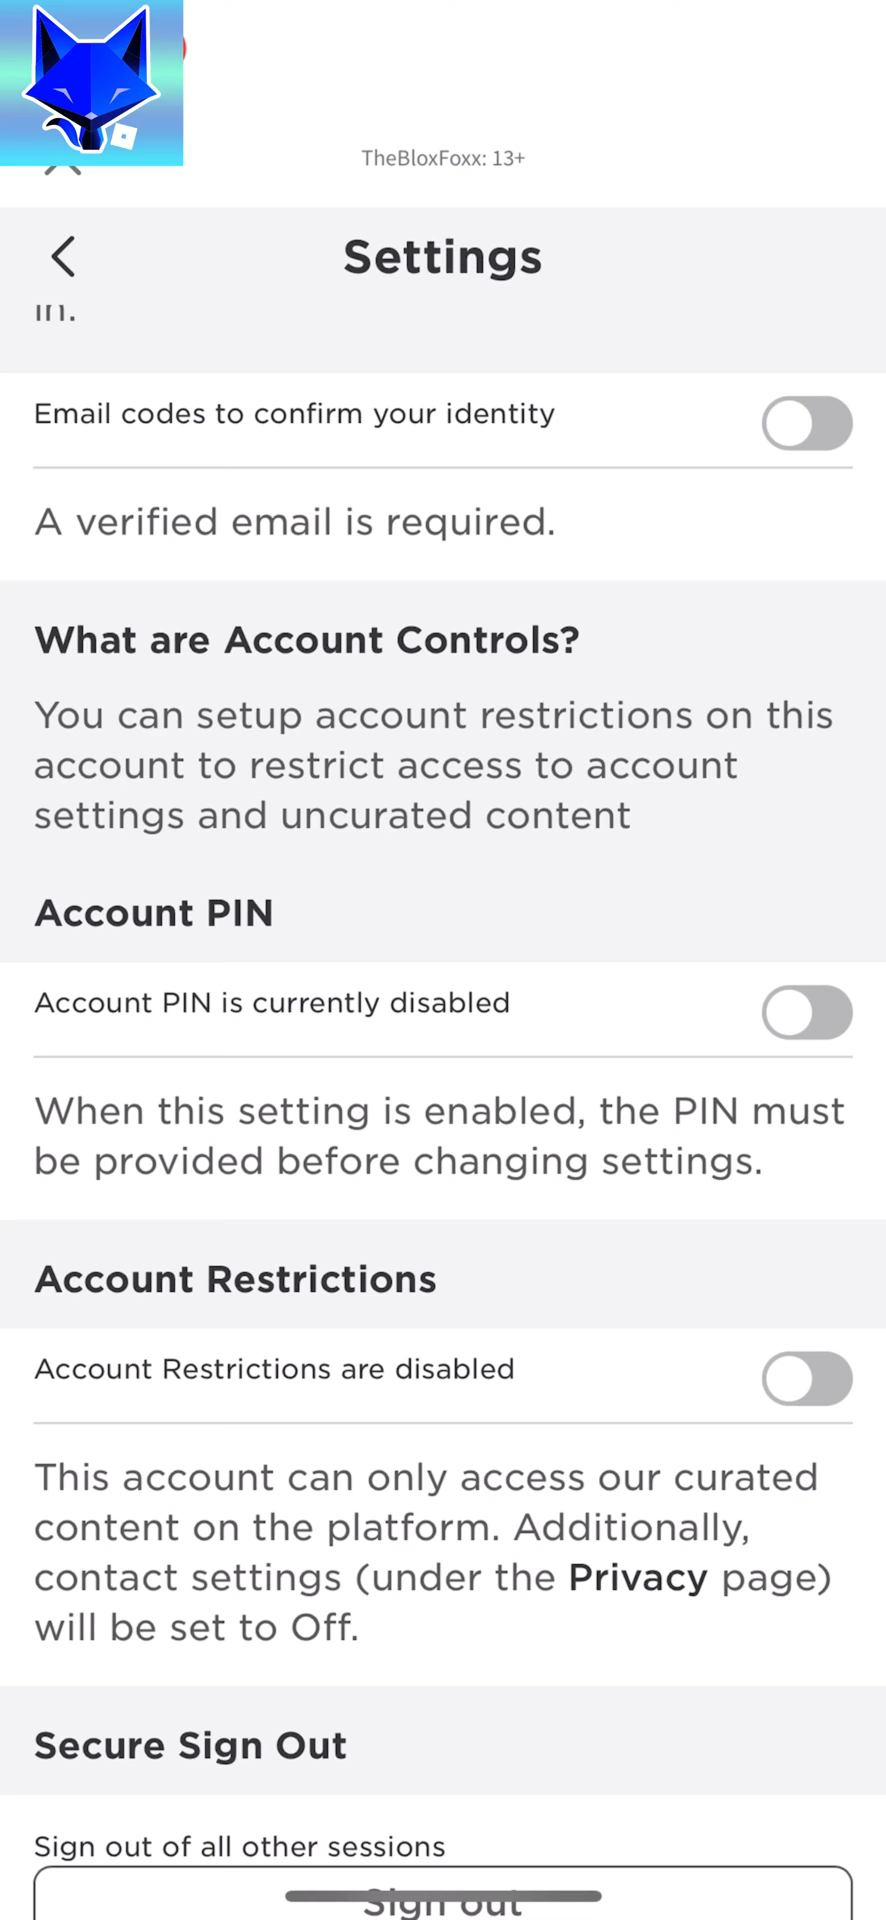 TheBloxFoxx: 13+
Settings
in.
Email codes to confirm your identity
A verified email is required.
What are Account Controls?
You can setup account restrictions on this
account to restrict access to account
settings and uncurated content
Account PIN
Account PIN is currently disabled
When this setting is enabled, the PIN must
be provided before changing settings.
Account Restrictions
Account Restrictions are disabled
This account can only access our curated
content on the platform. Additionally,
contact settings (under the Privacy page)
will be set to Off.
Secure Sign Out
Sign out of all other sessions
Sign out